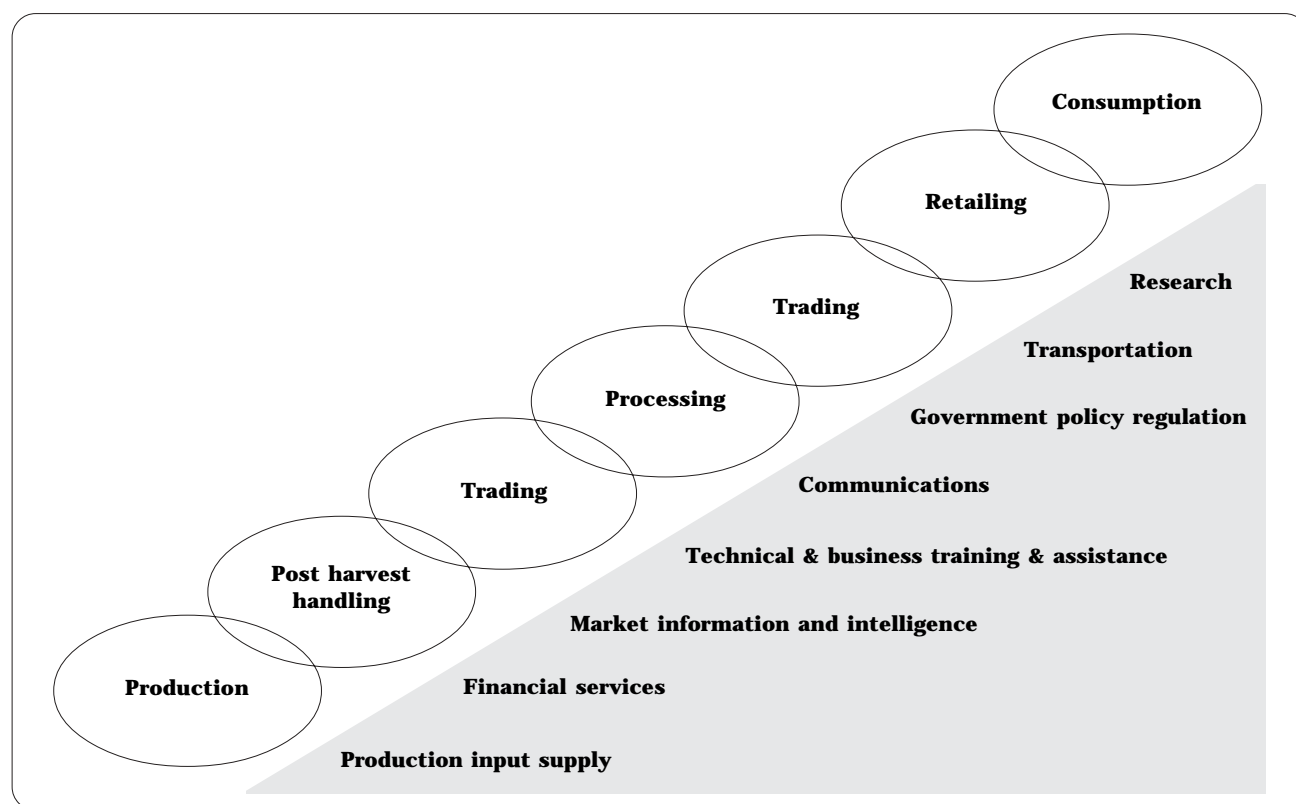 Consumption
Retailing
Trading
Processing
Trading
Post harvest
handling
Production
Research
Transportation
Government policy regulation
Communications
Technical & business training & assistance
Market information and intelligence
Financial services
Production input supply